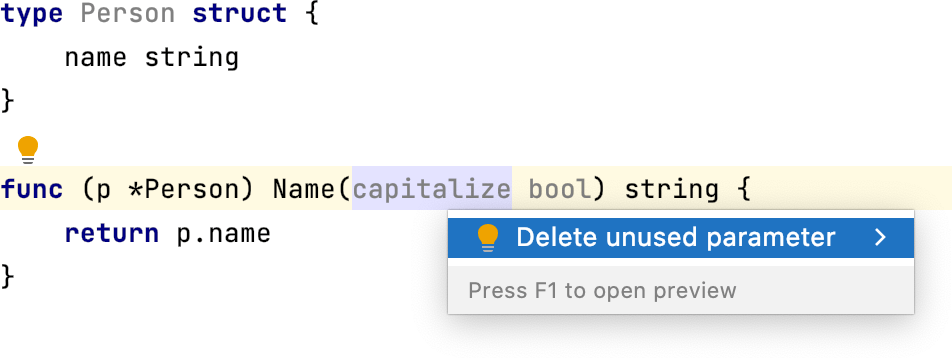 type Person struct {
    name string
}
func (p *Person) Name(capitalize bool) string {
    return p.name
}
Delete unused parameter
Press F1 to open preview